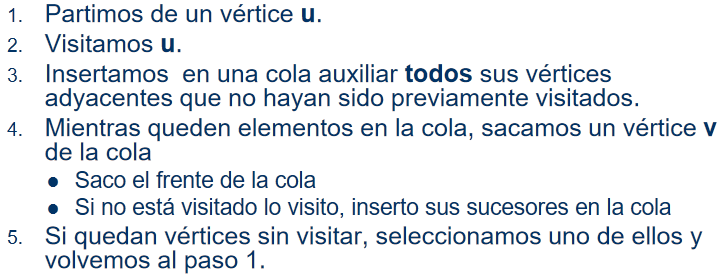 1. Partimos de un vértice u.
2. Visitamos u.
3. Insertamos en una cola auxiliar todos sus vértices
adyacentes que no hayan sido previamente visitados.
4. Mientras queden elementos en la cola, sacamos un vértice v
de la cola
● Saco el frente de la cola
● Si no está visitado lo visito, inserto sus sucesores en la cola
5. Si quedan vértices sin visitar, seleccionamos uno de ellos y
volvemos al paso 1.